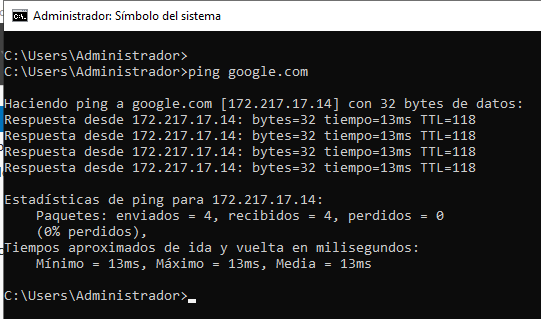 Administrador: Símbolo del sistema
C:\Users\Administrador>
C:\Users\Administrador>ping google.com
Haciendo ping a google.com [172.217.17.14] con 32 bytes de datos:
Respuesta desde 172.217.17.14: bytes=32 tiempo=13ms TTL=118
Respuesta desde 172.217.17.14: bytes=32 tiempo=13ms TTL=118
Respuesta desde 172.217.17.14: bytes=32 tiempo=13ms TTL=118
Respuesta desde 172.217.17.14: bytes=32 tiempo=13ms TTL=118
Estadísticas de ping para 172.217.17.14:
Paquetes: enviados = 4, recibidos = 4, perdidos = 0
(0% perdidos),
Tiempos aproximados de ida y vuelta en milisegundos:
Mínimo = 13ms, Máximo = 13ms, Media = 13ms
C:\Users\Administrador>